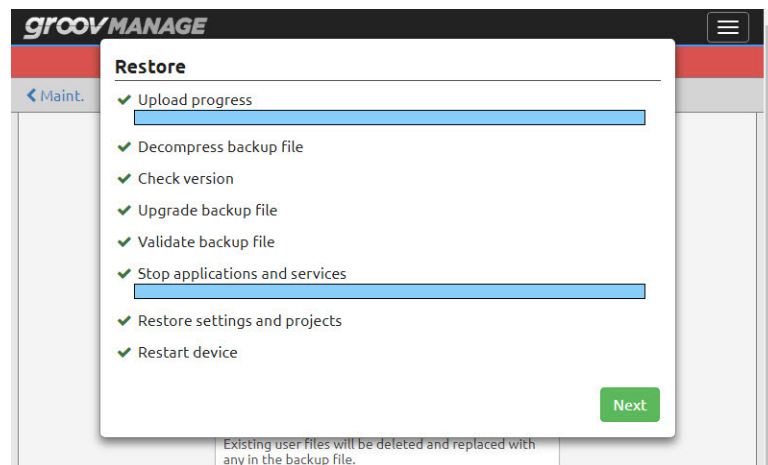 groov MANAGE
Restore
Maint.
Upload progress
Decompress backup file
Check version
Upgrade backup file
Validate backup file
Stop applications and services
Restore settings and projects
Restart device
Next
Existing user files will be deleted and replaced with
any in the backup file.